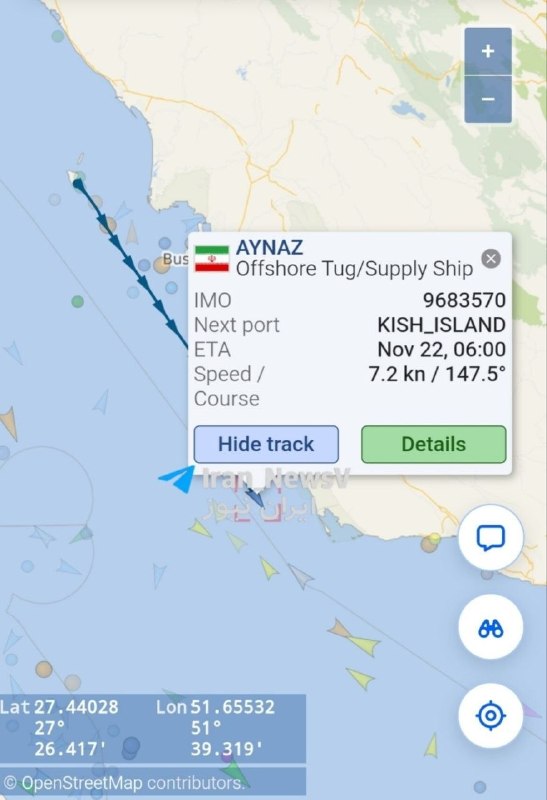 +
−
Bus
AYNAZ
Offshore Tug/Supply Ship
IMO 9683570
Next port KISH_ISLAND
ETA Nov 22, 06:00
Speed / 7.2 kn / 147.5°
Course
Hide track Details
Iran_NewsV
ایران نیوز
Lat 27.44028 Lon 51.65532
27° 51°
26.417' 39.319'
© OpenStreetMap contributors.